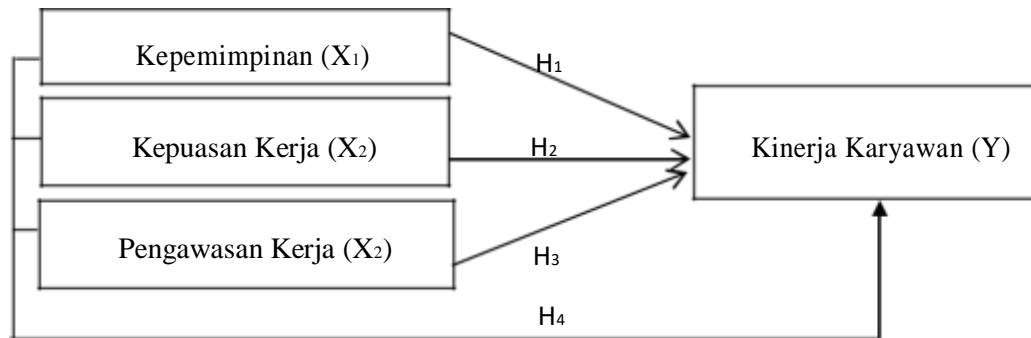 Kepemimpinan (X1)
H1
Kepuasan Kerja (X2)
H2
Kinerja Karyawan (Y)
Pengawasan Kerja (X2)
H3
H4